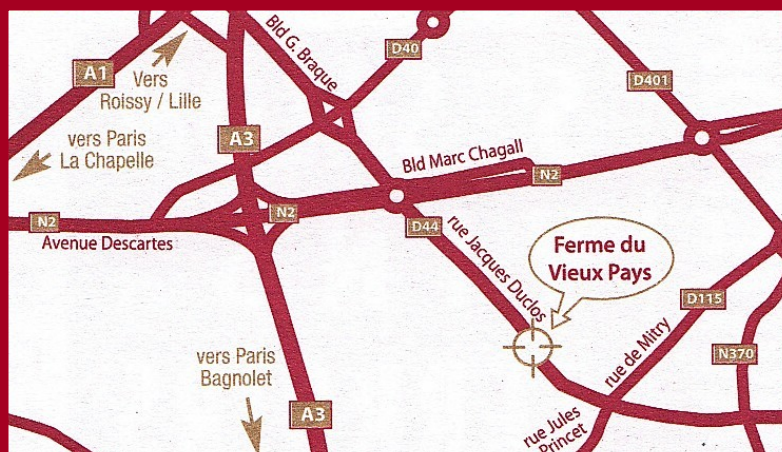 Bld G. Braque
D40
A1
Vers
Roissy / Lille
D401
vers Paris
La Chapelle
A3
Bld Marc Chagall
N2
N2
N2
Avenue Descartes
D44
rue Jacques Duclos
Ferme du
Vieux Pays
D115
rue de Mitry
N370
vers Paris
Bagnolet
A3
rue Jules
Princet